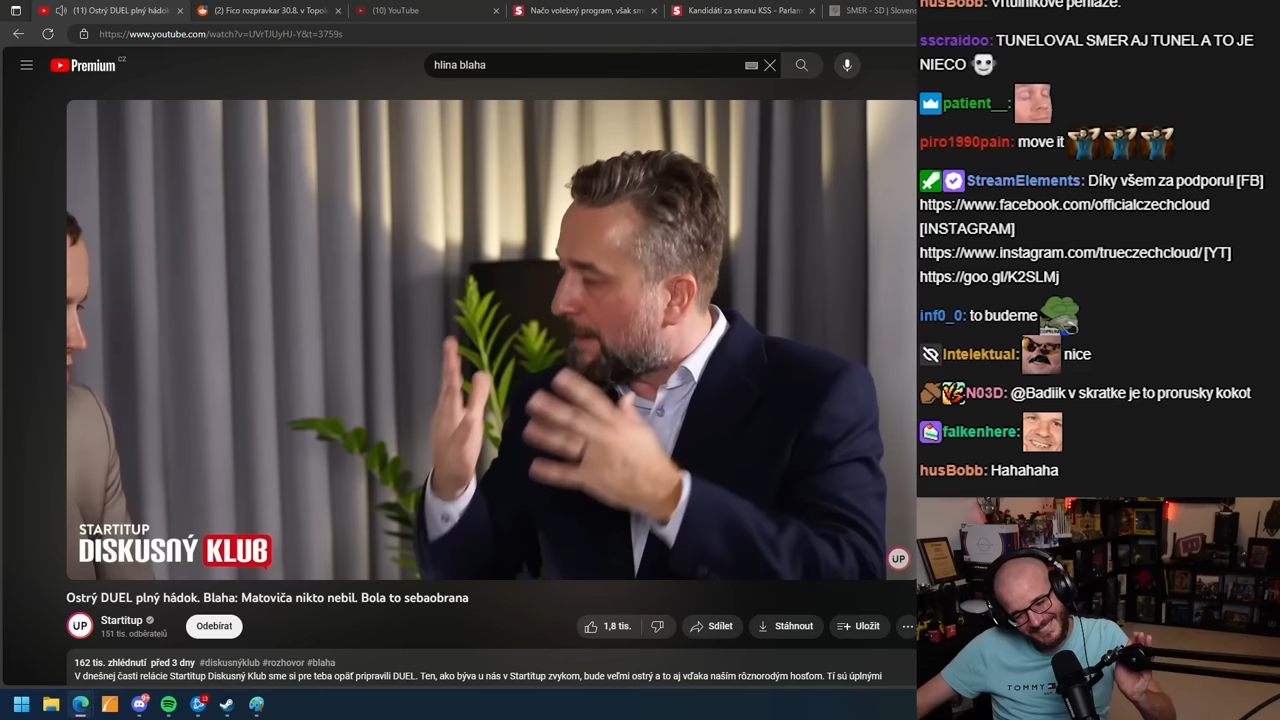 (11) Ostrý DUEL plný hádok
(2) Fico rozpravkar 30.8. v Topoľ
(10) YouTube
Načo volebný program, však sm
Kandidáti za stranu KSS - Parlam
SMER - SD | Slovens
https://www.youtube.com/watch?v=UVrTJUyHJ-Y&t=3759s
Premium CZ
hlina blaha
STARTITUP
DISKUSNÝ KLUB
UP
Ostrý DUEL plný hádok. Blaha: Matoviča nikto nebil. Bola to sebaobrana
UP
Startitup
151 tis. odběratelů
Odebírat
1,8 tis.
Sdílet
Stáhnout
Uložit
162 tis. zhlédnutí před 3 dny #diskusnýklub #rozhovor #blaha
V dnešnej časti relácie Startitup Diskusný Klub sme si pre teba opäť pripravili DUEL. Ten, ako býva u nás v Startitup zvykom, bude veľmi ostrý a to aj vďaka naším rôznorodým hosťom. Tí sú úplnými
husBobb: Vrtulnikove peniaze.
sscraidoo: TUNELOVAL SMER AJ TUNEL A TO JE
NIECO
patient__:
piro1990pain: move it
StreamElements: Díky všem za podporu! [FB]
https://www.facebook.com/officialczechcloud
[INSTAGRAM]
https://www.instagram.com/trueczechcloud/ [YT]
https://goo.gl/K2SLMj
inf0_0: to budeme
Intelektual: nice
N03D: @Badiik v skratke je to prorusky kokot
falkenhere:
husBobb: Hahahaha
TOMMY